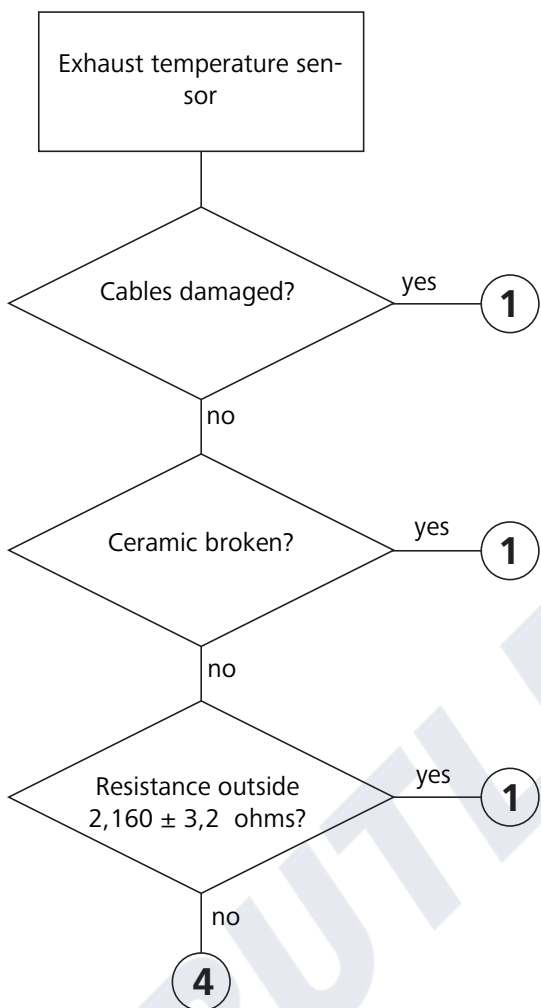 Exhaust temperature sen-
sor
Cables damaged?
yes
1
no
Ceramic broken?
yes
1
no
Resistance outside
2,160 ± 3,2 ohms?
yes
1
no
4